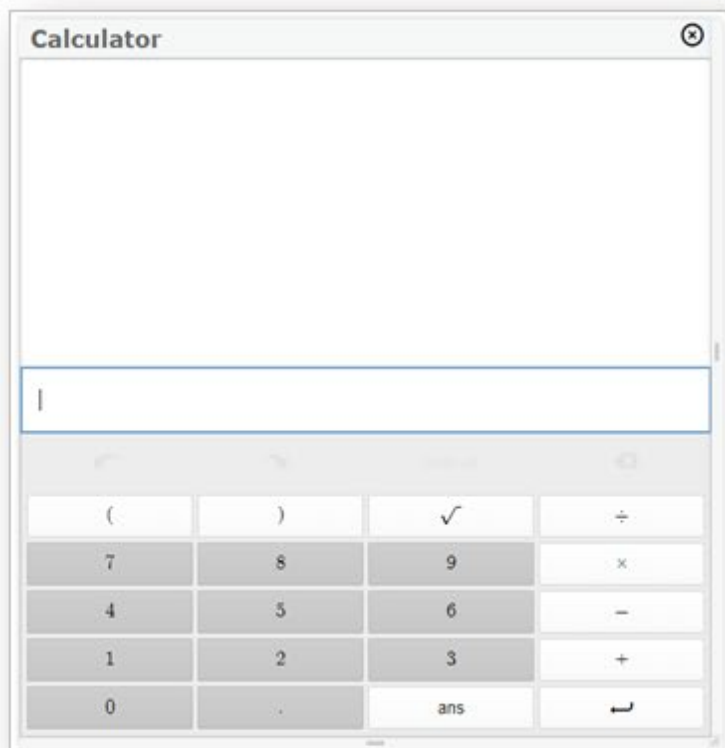 Calculator
( ) √ ÷
7 8 9 ×
4 5 6 −
1 2 3 +
0 . ans